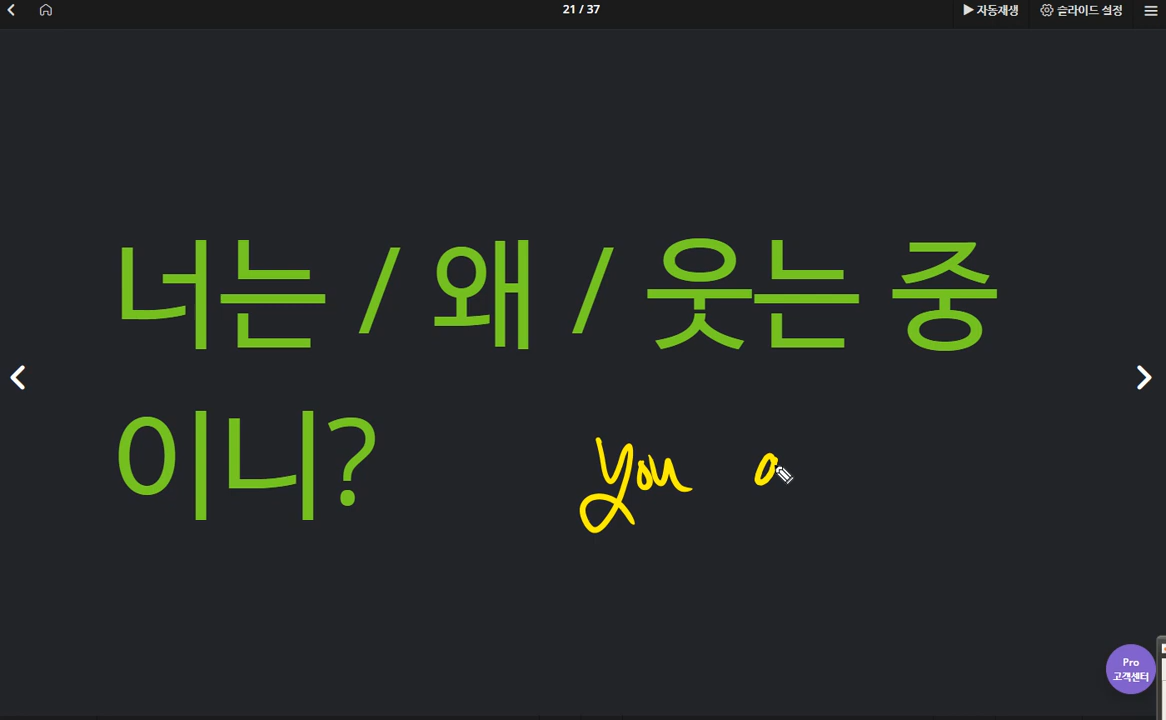 21 / 37
▶ 자동재생
슬라이드 설정
너는 / 왜 / 웃는 중
이니?
you a
Pro
고객센터